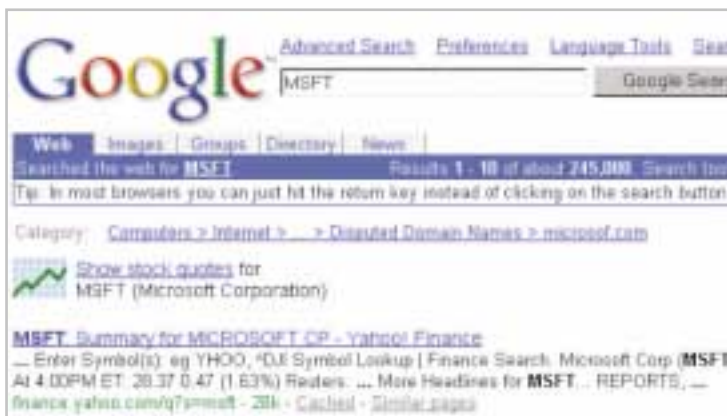 Google™ Advanced Search Preferences Language Tools Sear
MSFT Google Sear
Web Images Groups Directory News
Searched the web for MSFT. Results 1 - 10 of about 245,000. Search took
Tip: In most browsers you can just hit the return key instead of clicking on the search button
Category: Computers > Internet > ... > Disputed Domain Names > microsof.com
Show stock quotes for
MSFT (Microsoft Corporation)
MSFT: Summary for MICROSOFT CP - Yahoo! Finance
... Enter Symbol(s): eg YHOO, ^DJI Symbol Lookup | Finance Search. Microsoft Corp (MSFT
At 4:00PM ET: 28.37 0.47 (1.63%) Reuters. ... More Headlines for MSFT... REPORTS, ...
finance.yahoo.com/q?s=msft - 28k - Cached - Similar pages